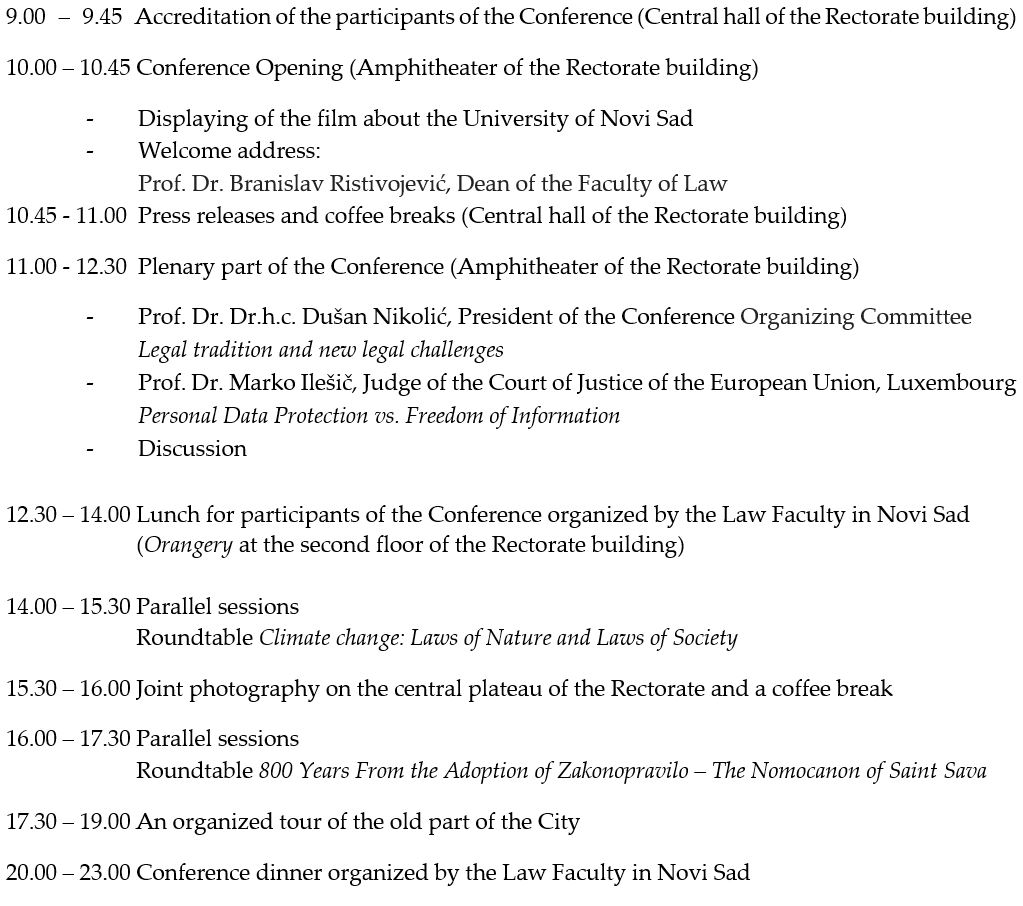 9.00 – 9.45 Accreditation of the participants of the Conference (Central hall of the Rectorate building)
10.00 – 10.45 Conference Opening (Amphitheater of the Rectorate building)
- Displaying of the film about the University of Novi Sad
- Welcome address:
Prof. Dr. Branislav Ristivojević, Dean of the Faculty of Law
10.45 - 11.00 Press releases and coffee breaks (Central hall of the Rectorate building)
11.00 - 12.30 Plenary part of the Conference (Amphitheater of the Rectorate building)
- Prof. Dr. Dr.h.c. Dušan Nikolić, President of the Conference Organizing Committee
Legal tradition and new legal challenges
- Prof. Dr. Marko Ilešič, Judge of the Court of Justice of the European Union, Luxembourg
Personal Data Protection vs. Freedom of Information
- Discussion
12.30 – 14.00 Lunch for participants of the Conference organized by the Law Faculty in Novi Sad
(Orangery at the second floor of the Rectorate building)
14.00 – 15.30 Parallel sessions
Roundtable Climate change: Laws of Nature and Laws of Society
15.30 – 16.00 Joint photography on the central plateau of the Rectorate and a coffee break
16.00 – 17.30 Parallel sessions
Roundtable 800 Years From the Adoption of Zakonopravilo – The Nomocanon of Saint Sava
17.30 – 19.00 An organized tour of the old part of the City
20.00 – 23.00 Conference dinner organized by the Law Faculty in Novi Sad